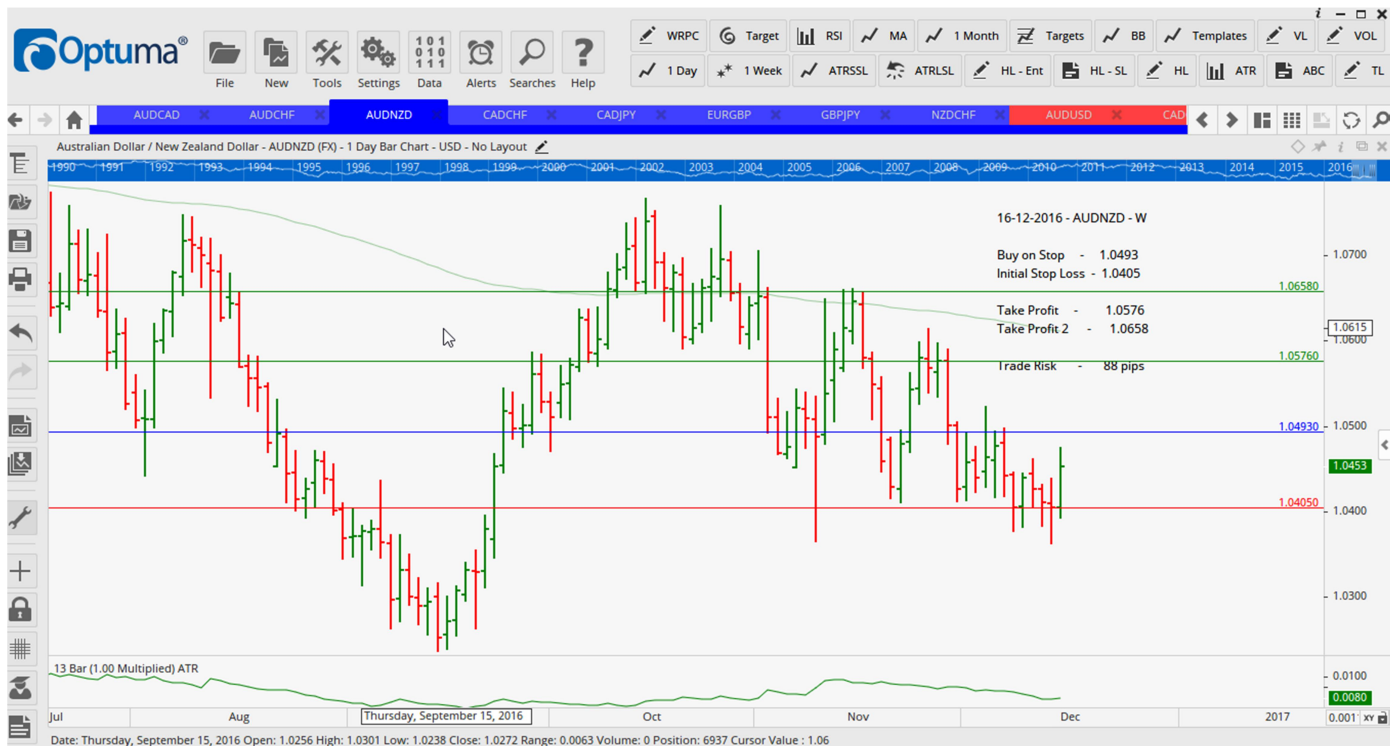 Optuma®
File New Tools Settings Data Alerts Searches Help
WRPC Target RSI MA 1 Month Targets BB Templates VL VOL
1 Day 1 Week ATRSSL ATRLSL HL - Ent HL - SL HL ATR ABC TL
AUDCAD AUDCHF AUDNZD CADCHF CADJPY EURGBP GBPJPY NZDCHF AUDUSD CAD
Australian Dollar / New Zealand Dollar - AUDNZD (FX) - 1 Day Bar Chart - USD - No Layout
1990 1991 1992 1993 1994 1995 1996 1997 1998 1999 2000 2001 2002 2003 2004 2005 2006 2007 2008 2009 2010 2011 2012 2013 2014 2015 2016
16-12-2016 - AUDNZD - W
Buy on Stop - 1.0493
Initial Stop Loss - 1.0405
Take Profit - 1.0576
Take Profit 2 - 1.0658
Trade Risk - 88 pips
1.0700
1.06580
1.0615
1.0600
1.05760
1.04930
1.0500
1.0453
1.04050
1.0400
1.0300
13 Bar (1.00 Multiplied) ATR
0.0100
0.0080
Jul Aug Thursday, September 15, 2016 Oct Nov Dec 2017 0.001 XY
Date: Thursday, September 15, 2016 Open: 1.0256 High: 1.0301 Low: 1.0238 Close: 1.0272 Range: 0.0063 Volume: 0 Position: 6937 Cursor Value : 1.06